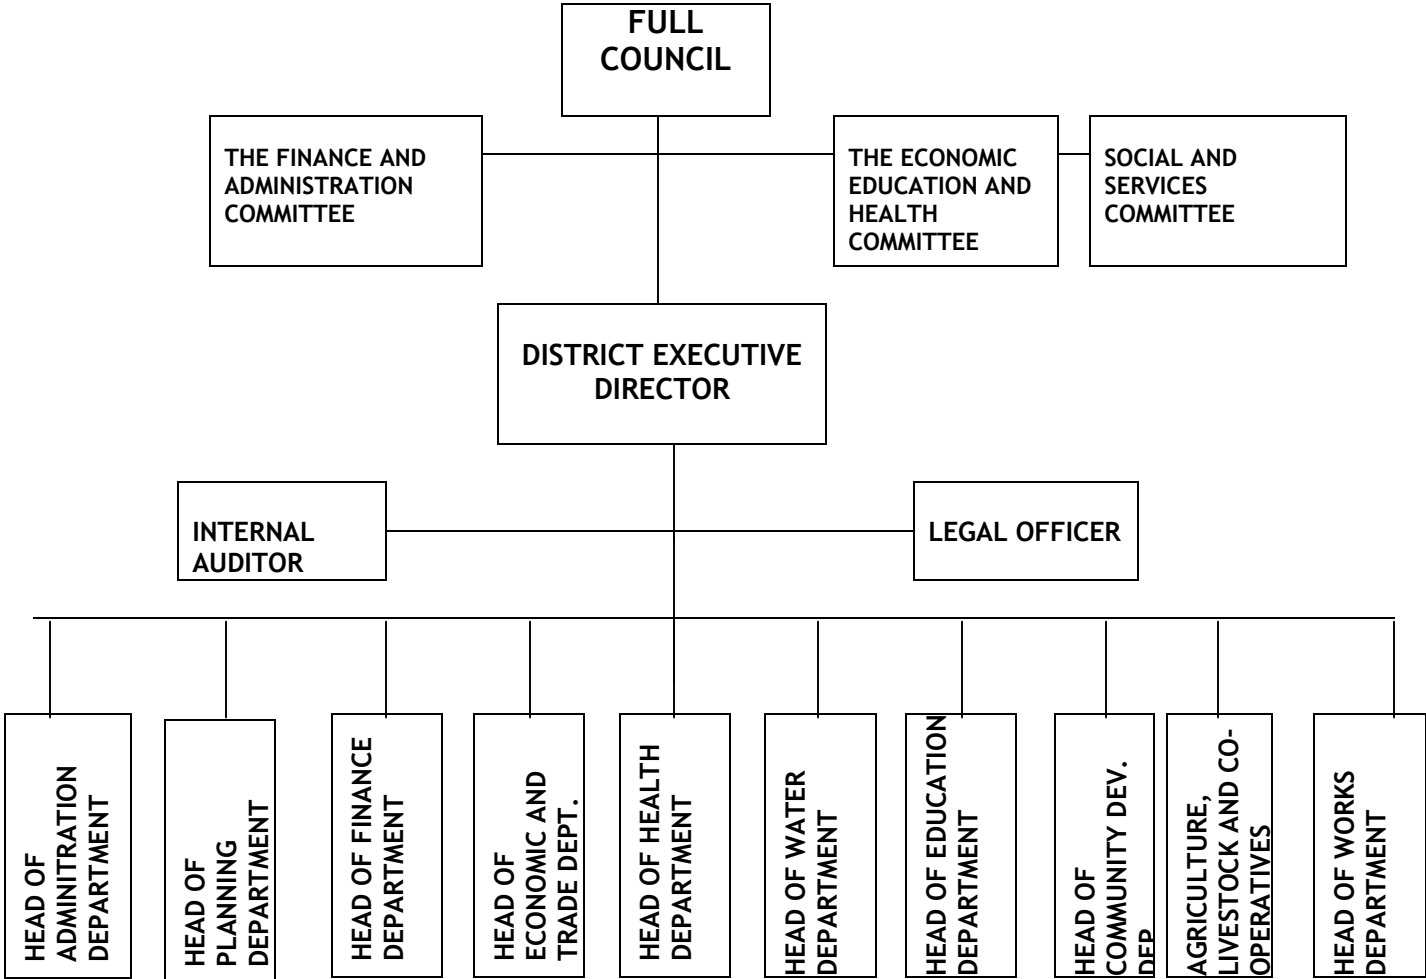 FULL
COUNCIL
THE FINANCE AND
ADMINISTRATION
COMMITTEE
THE ECONOMIC
EDUCATION AND
HEALTH
COMMITTEE
SOCIAL AND
SERVICES
COMMITTEE
DISTRICT EXECUTIVE
DIRECTOR
INTERNAL
AUDITOR
LEGAL OFFICER
HEAD OF
ADMINITRATION
DEPARTMENT
HEAD OF
PLANNING
DEPARTMENT
HEAD OF FINANCE
DEPARTMENT
HEAD OF
ECONOMIC AND
TRADE DEPT.
HEAD OF HEALTH
DEPARTMENT
HEAD OF WATER
DEPARTMENT
HEAD OF EDUCATION
DEPARTMENT
HEAD OF
COMMUNITY DEV.
DEP
AGRICULTURE,
LIVESTOCK AND CO-
OPERATIVES
HEAD OF WORKS
DEPARTMENT